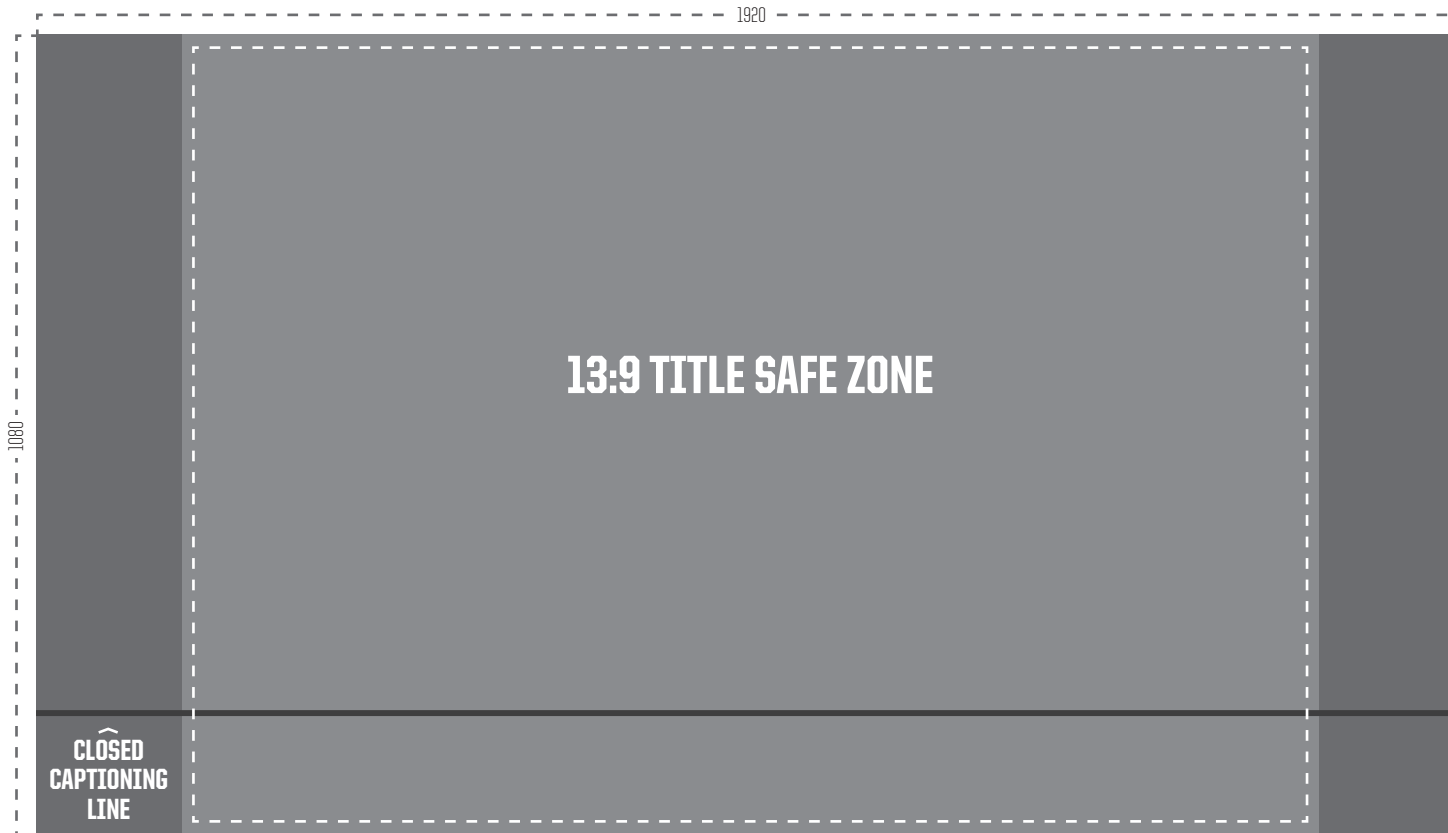 1920
1080
13:9 TITLE SAFE ZONE
CLOSED
CAPTIONING
LINE